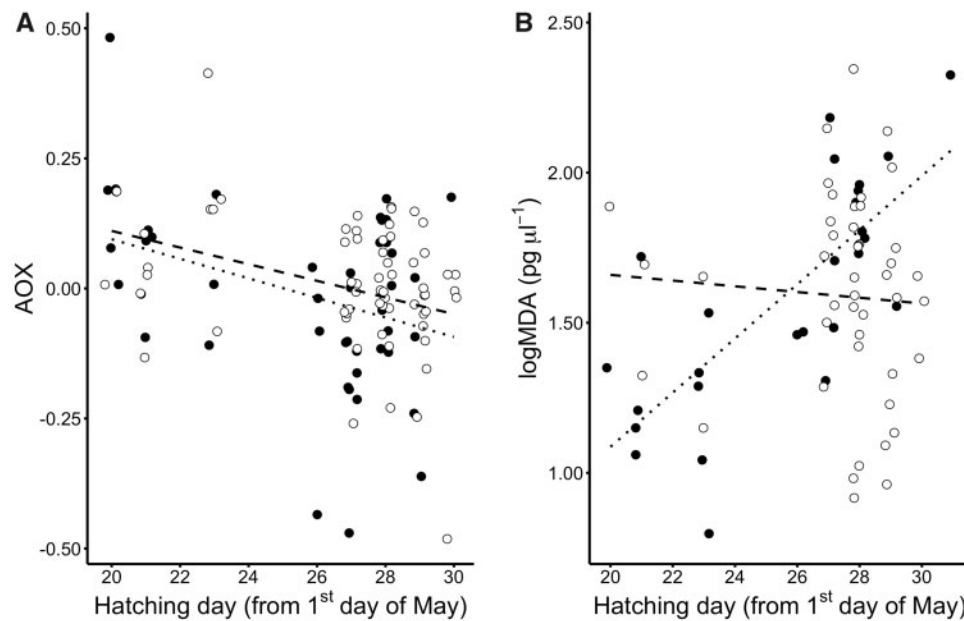 A
0.50
0.25
0.00
-0.25
-0.50
AOX
20 22 24 26 28 30
Hatching day (from 1st day of May)
B
2.50
2.00
1.50
1.00
logMDA (pg µl⁻¹)
20 22 24 26 28 30
Hatching day (from 1st day of May)